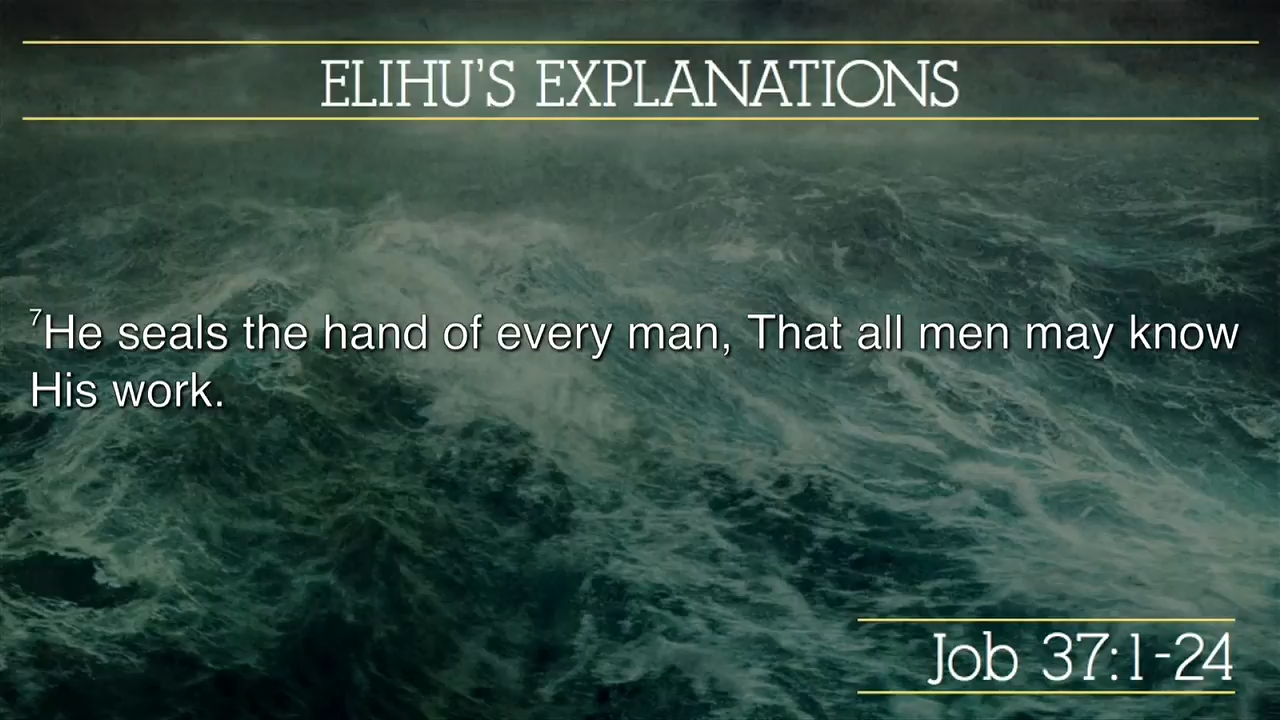 ELIHU'S EXPLANATIONS
7He seals the hand of every man, That all men may know
His work.
Job 37:1-24